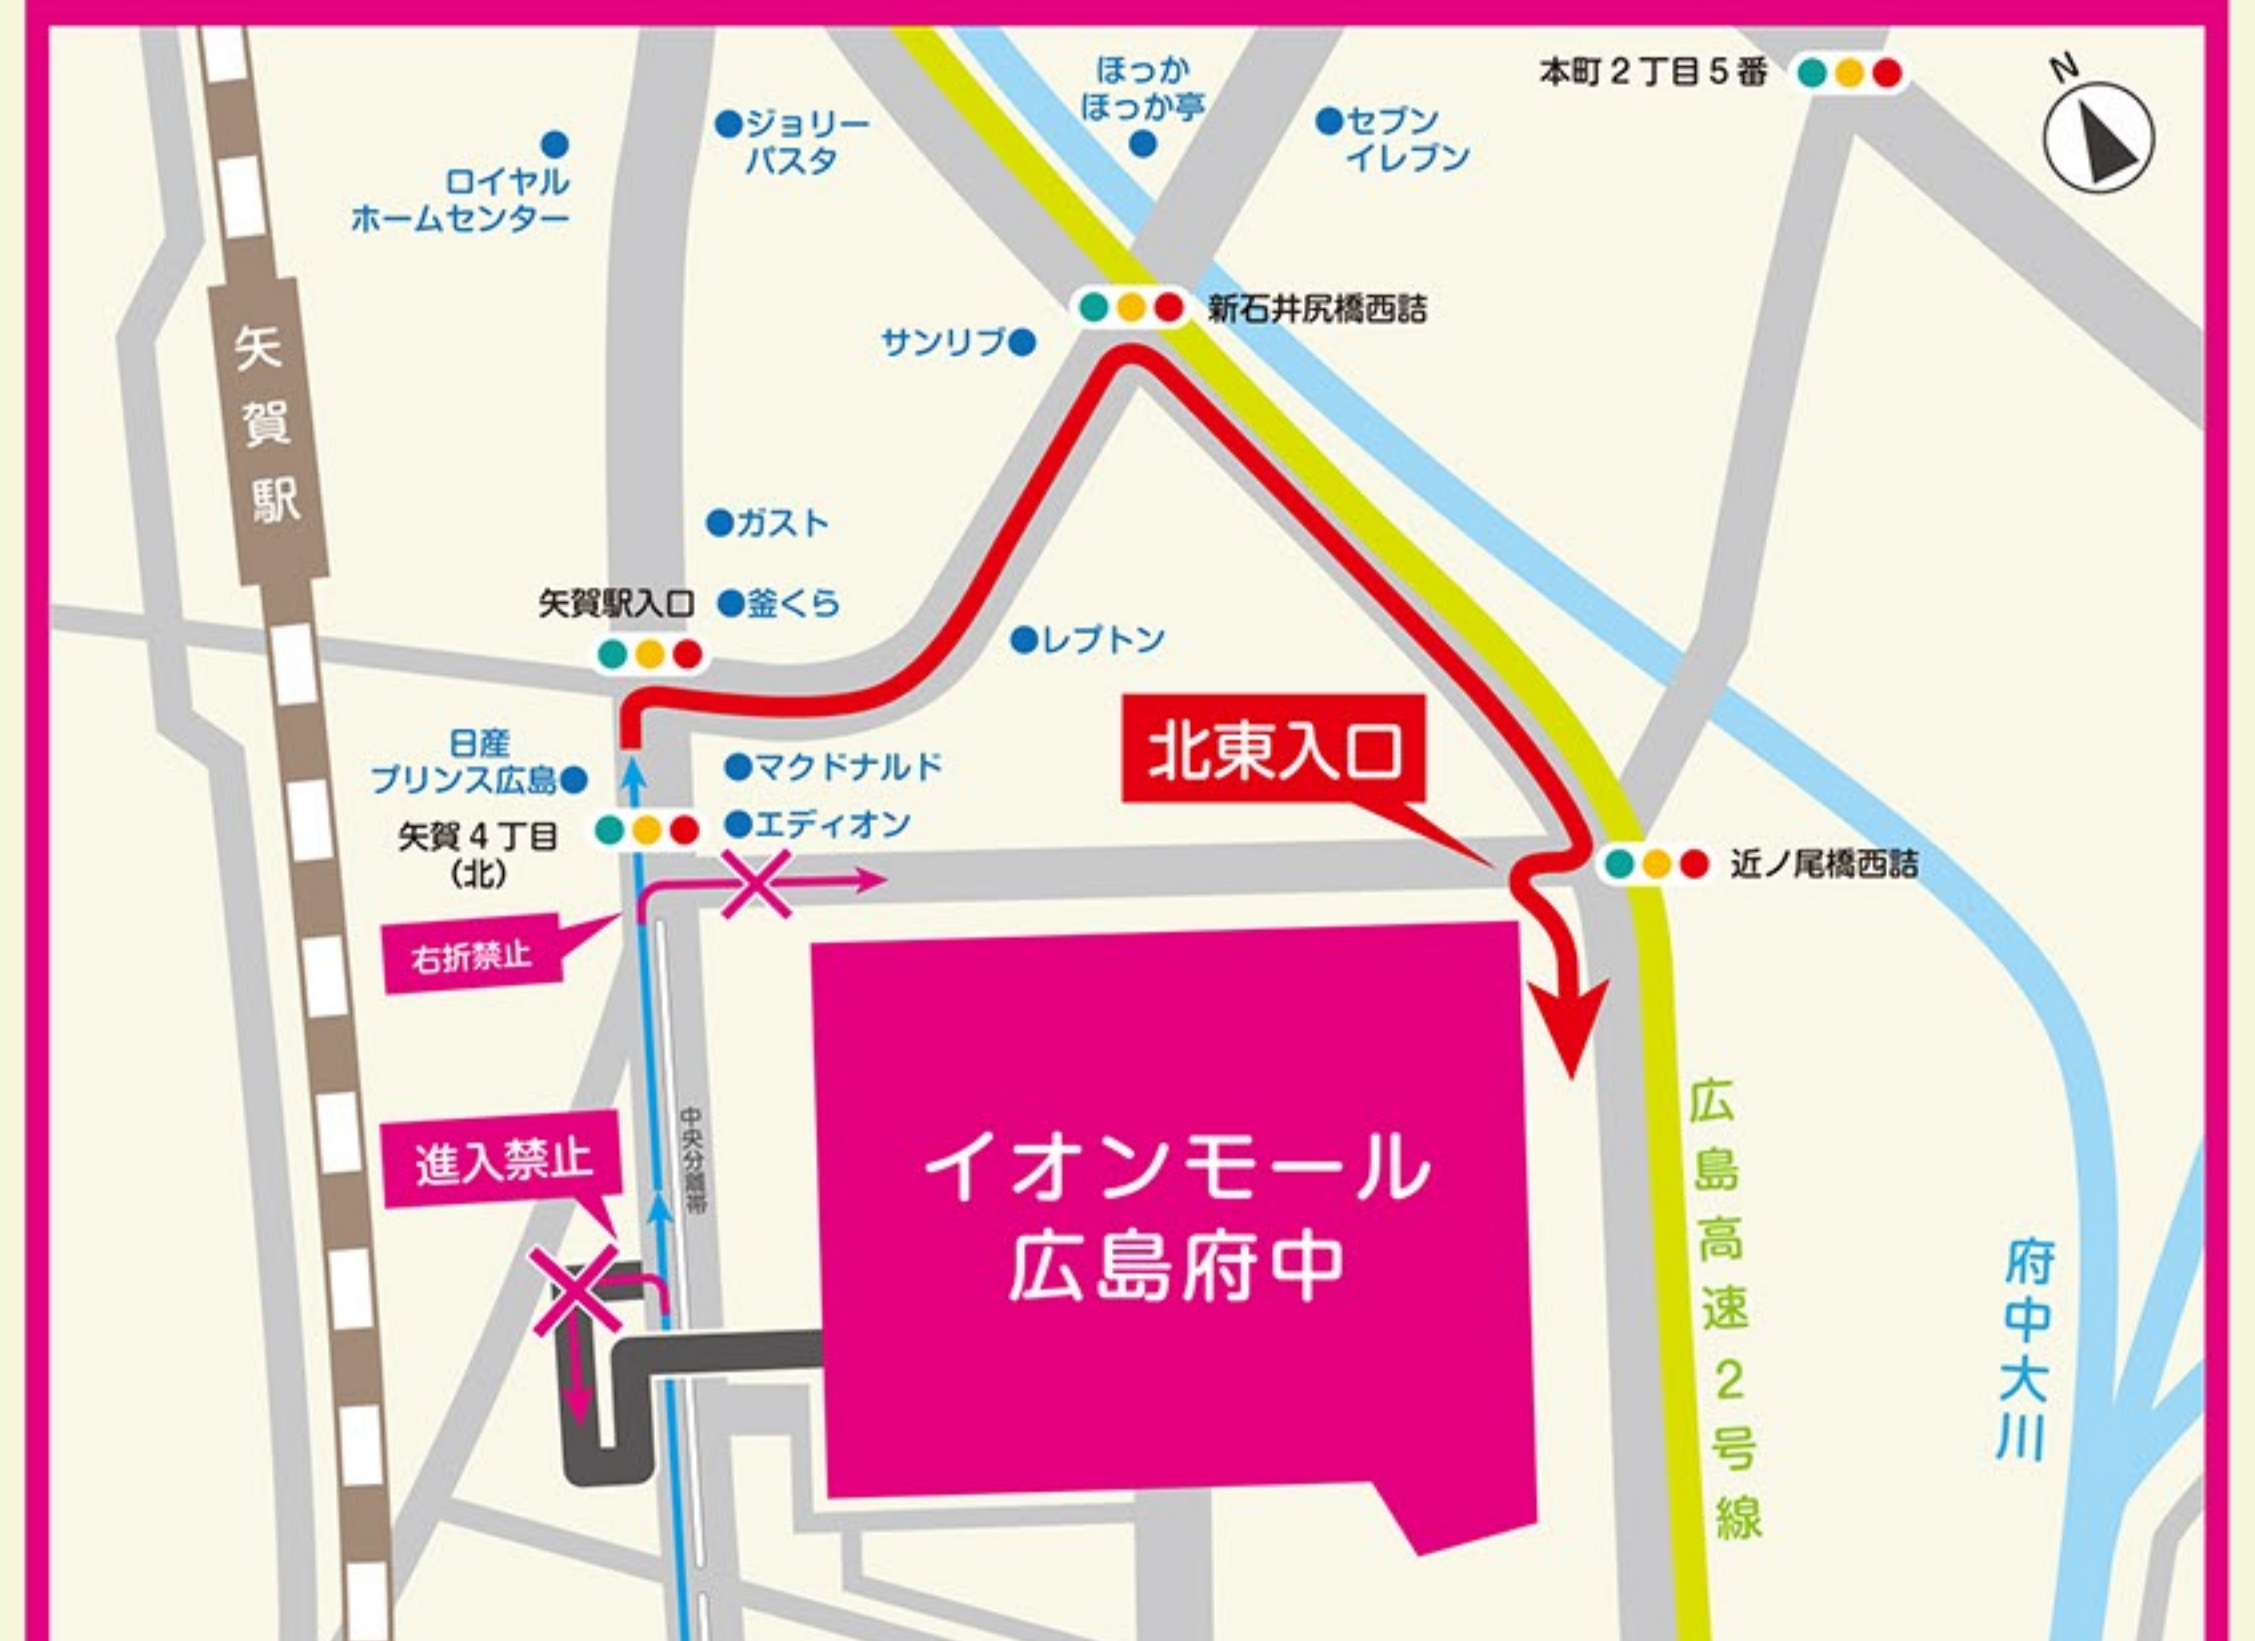 ほっか
ほっか亭
本町2丁目5番
N
ジョリー
パスタ
セブン
イレブン
ロイヤル
ホームセンター
新石井尻橋西詰
サンリブ
矢賀駅
ガスト
矢賀駅入口
釜くら
レプトン
北東入口
日産
プリンス広島
マクドナルド
矢賀4丁目
(北)
エディオン
近ノ尾橋西詰
右折禁止
進入禁止
中央分離帯
イオンモール
広島府中
広島高速2号線
府中大川